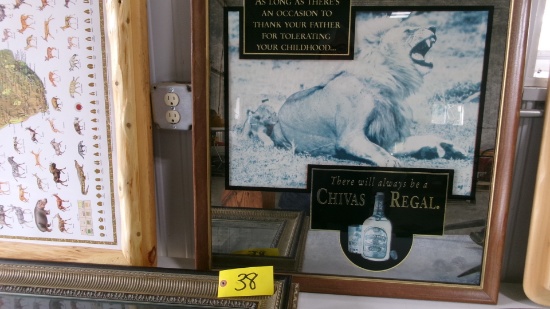 AS LONG AS THERE'S
AN OCCASION TO
THANK YOUR FATHER
FOR TOLERATING
YOUR CHILDHOOD...
There will always be a
CHIVAS REGAL.
38